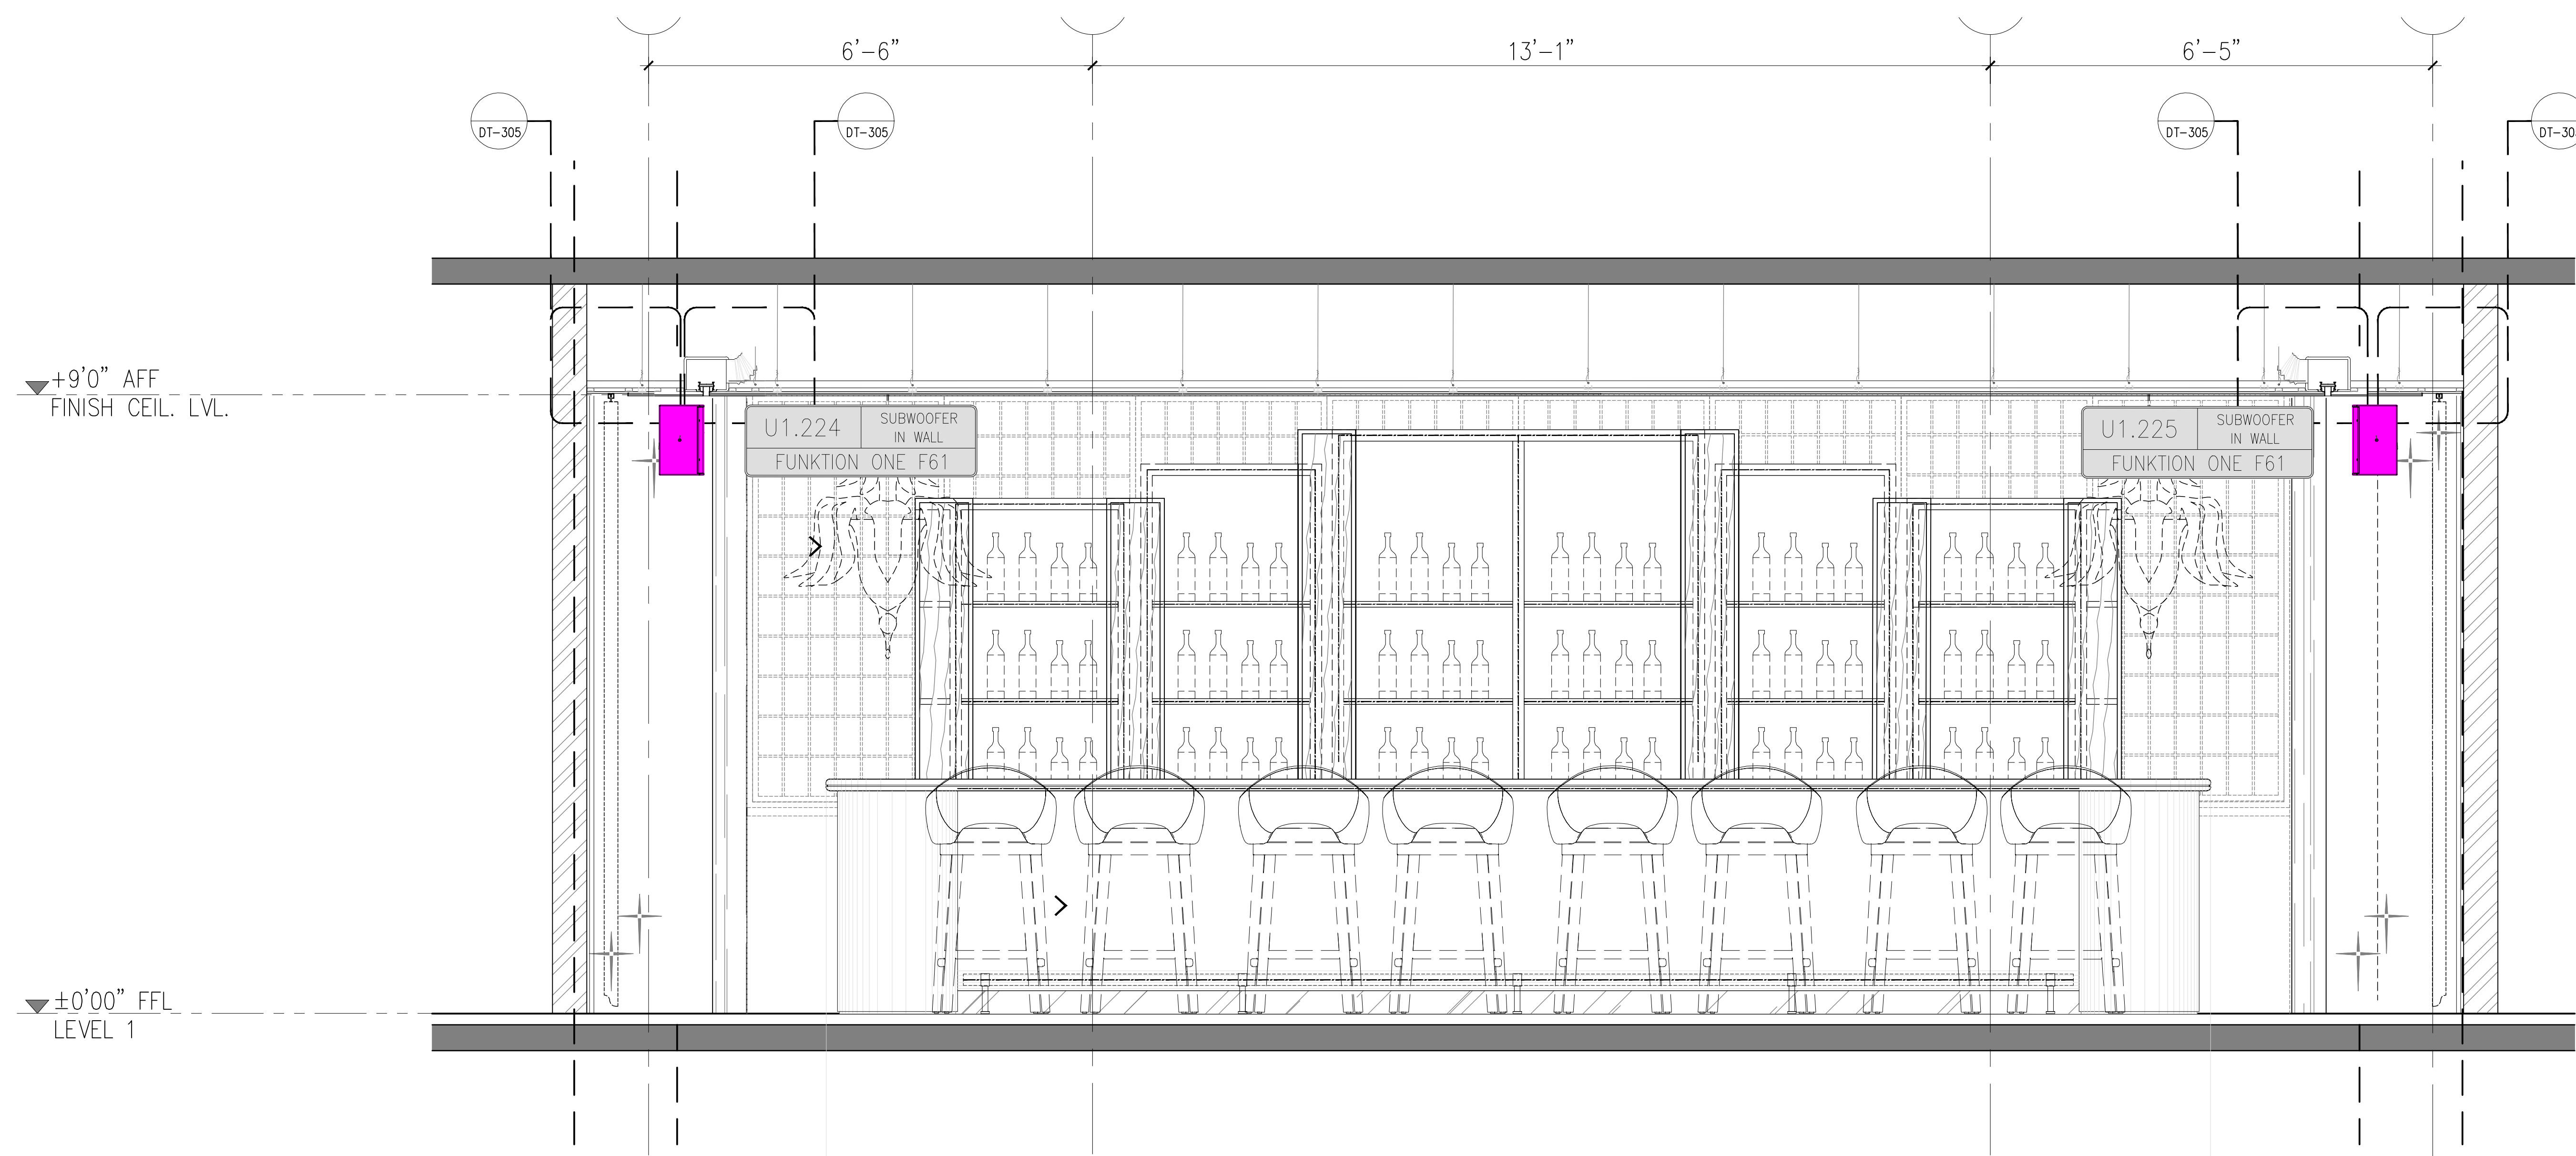 6'-6" 13'-1" 6'-5"
DT-305 DT-305 DT-305
+9'0" AFF
FINISH CEIL. LVL.
U1.224 SUBWOOFER
IN WALL
FUNKTION ONE F61
U1.225 SUBWOOFER
IN WALL
FUNKTION ONE F61
±0'00" FFL
LEVEL 1